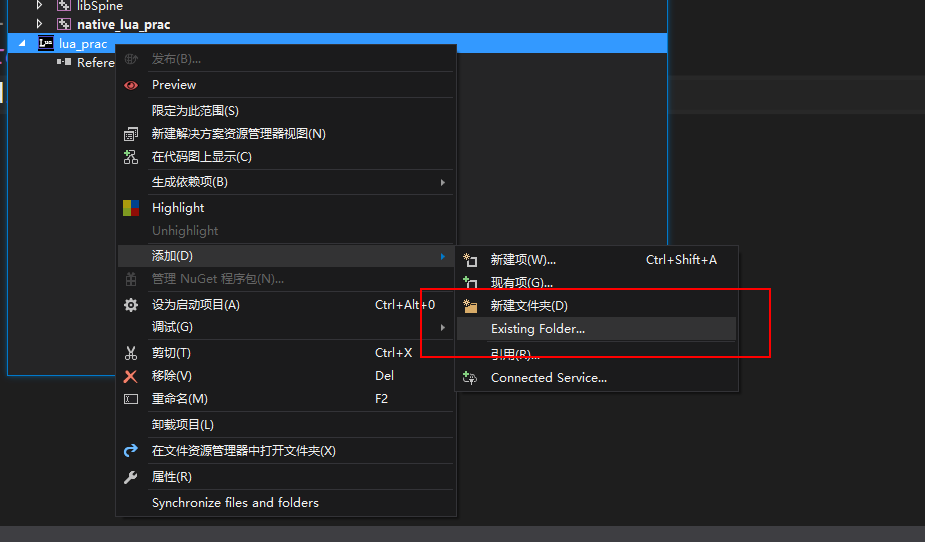 libSpine
native_lua_prac
Lua lua_prac
Refere
发布(B)...
Preview
限定为此范围(S)
新建解决方案资源管理器视图(N)
在代码图上显示(C)
生成依赖项(B)
Highlight
Unhighlight
添加(D)
管理 NuGet 程序包(N)...
设为启动项目(A) Ctrl+Alt+0
调试(G)
剪切(T) Ctrl+X
移除(V) Del
重命名(M) F2
卸载项目(L)
在文件资源管理器中打开文件夹(X)
属性(R)
Synchronize files and folders
新建项(W)... Ctrl+Shift+A
现有项(G)...
新建文件夹(D)
Existing Folder...
引用(R)...
Connected Service...